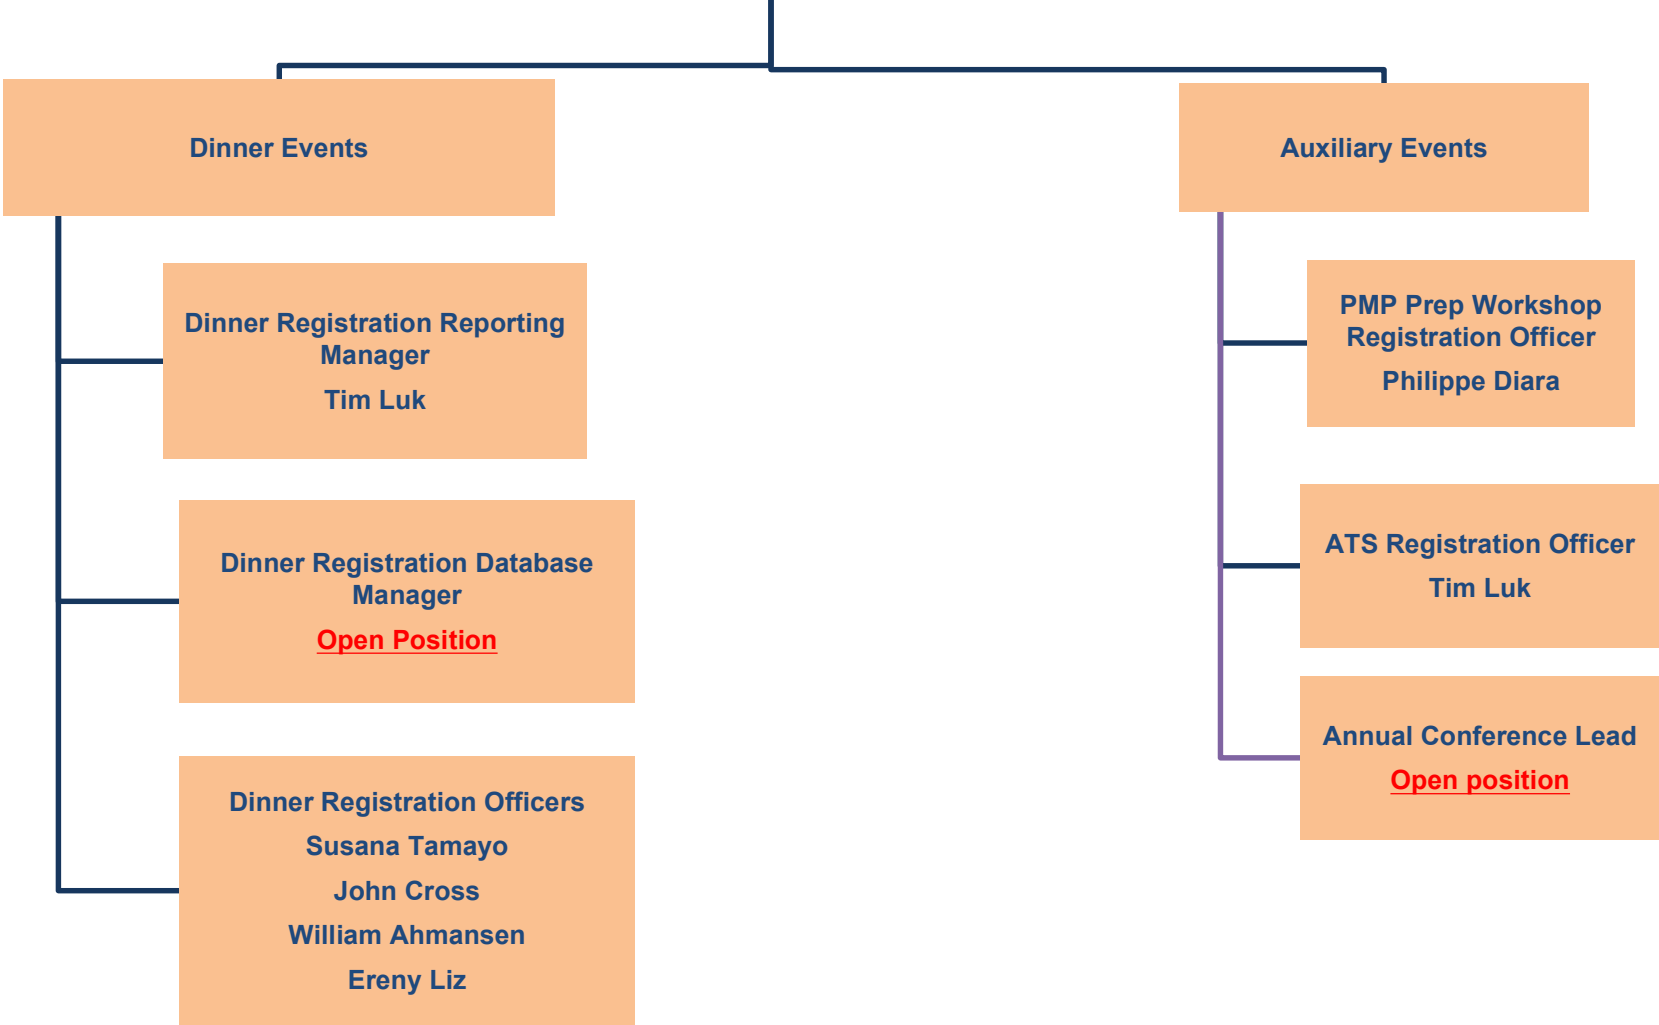 Dinner Events
Auxiliary Events
Dinner Registration Reporting
Manager
Tim Luk
Dinner Registration Database
Manager
Open Position
Dinner Registration Officers
Susana Tamayo
John Cross
William Ahmansen
Ereny Liz
PMP Prep Workshop
Registration Officer
Philippe Diara
ATS Registration Officer
Tim Luk
Annual Conference Lead
Open position